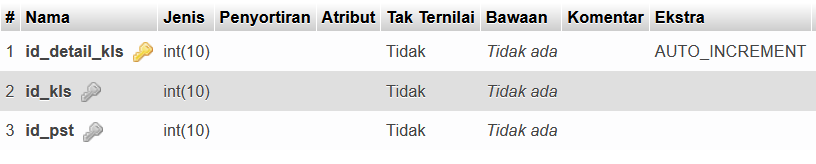 # Nama Jenis Penyortiran Atribut Tak Ternilai Bawaan Komentar Ekstra
1 id_detail_kls int(10) Tidak Tidak ada AUTO_INCREMENT
2 id_kls int(10) Tidak Tidak ada
3 id_pst int(10) Tidak Tidak ada